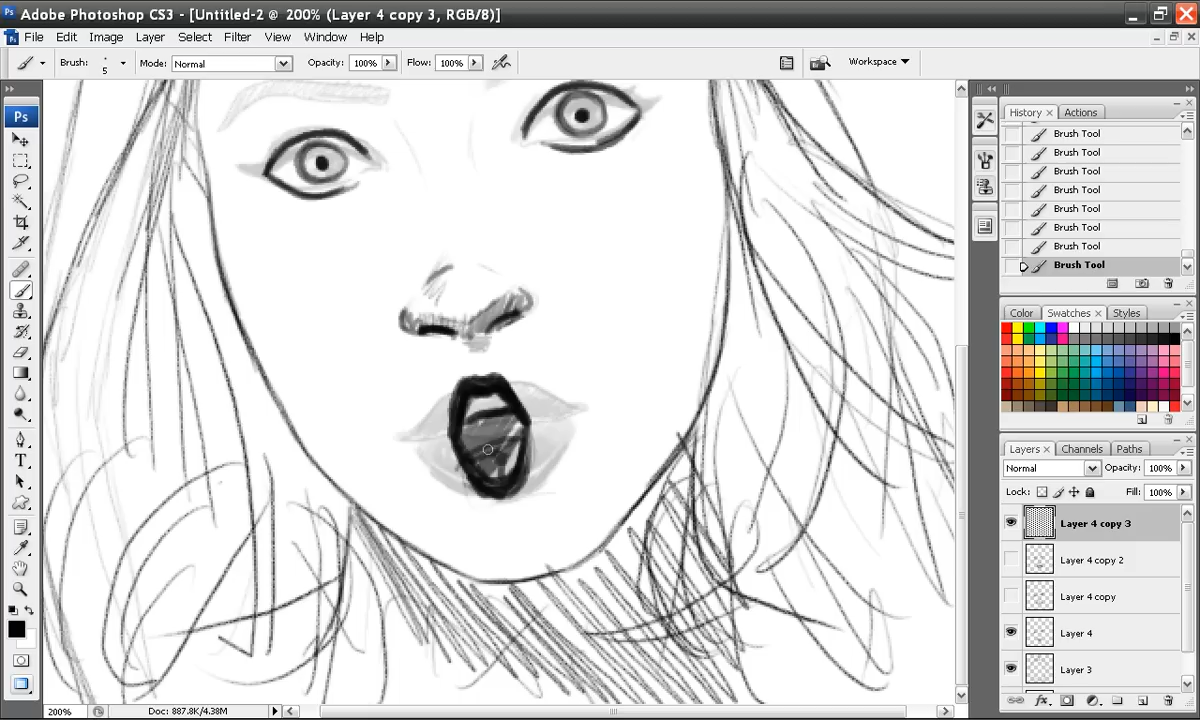 Ps Adobe Photoshop CS3 - [Untitled-2 @ 200% (Layer 4 copy 3, RGB/8)]
Ps File Edit Image Layer Select Filter View Window Help
Brush: 5 Mode: Normal Opacity: 100% Flow: 100% Workspace
Ps
T
History × Actions
Brush Tool
Brush Tool
Brush Tool
Brush Tool
Brush Tool
Brush Tool
Brush Tool
Brush Tool
Color Swatches × Styles
Layers × Channels Paths
Normal Opacity: 100%
Lock: Fill: 100%
Layer 4 copy 3
Layer 4 copy 2
Layer 4 copy
Layer 4
Layer 3
fx
200% Doc: 887.8K/4.38M